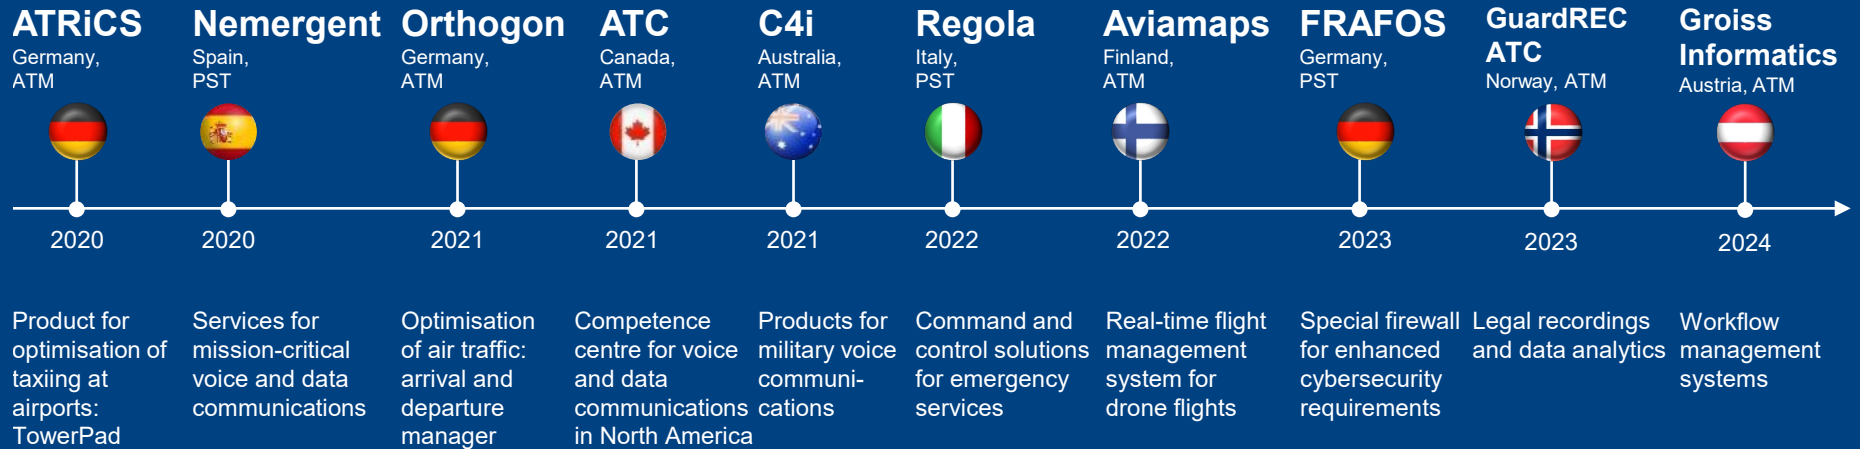 ATRiCS
Germany,
ATM
2020
Product for
optimisation of
taxiing at
airports:
TowerPad
Nemergent
Spain,
PST
2020
Services for
mission-critical
voice and data
communications
Orthogon
Germany,
ATM
2021
Optimisation
of air traffic:
arrival and
departure
manager
ATC
Canada,
ATM
2021
Competence
centre for voice
and data
communications
in North America
C4i
Australia,
ATM
2021
Products for
military voice
communi-
cations
Regola
Italy,
PST
2022
Command and
control solutions
for emergency
services
Aviamaps
Finland,
ATM
2022
Real-time flight
management
system for
drone flights
FRAFOS
Germany,
PST
2023
Special firewall
for enhanced
cybersecurity
requirements
GuardREC
ATC
Norway, ATM
2023
Legal recordings
and data analytics
Groiss
Informatics
Austria, ATM
2024
Workflow
management
systems